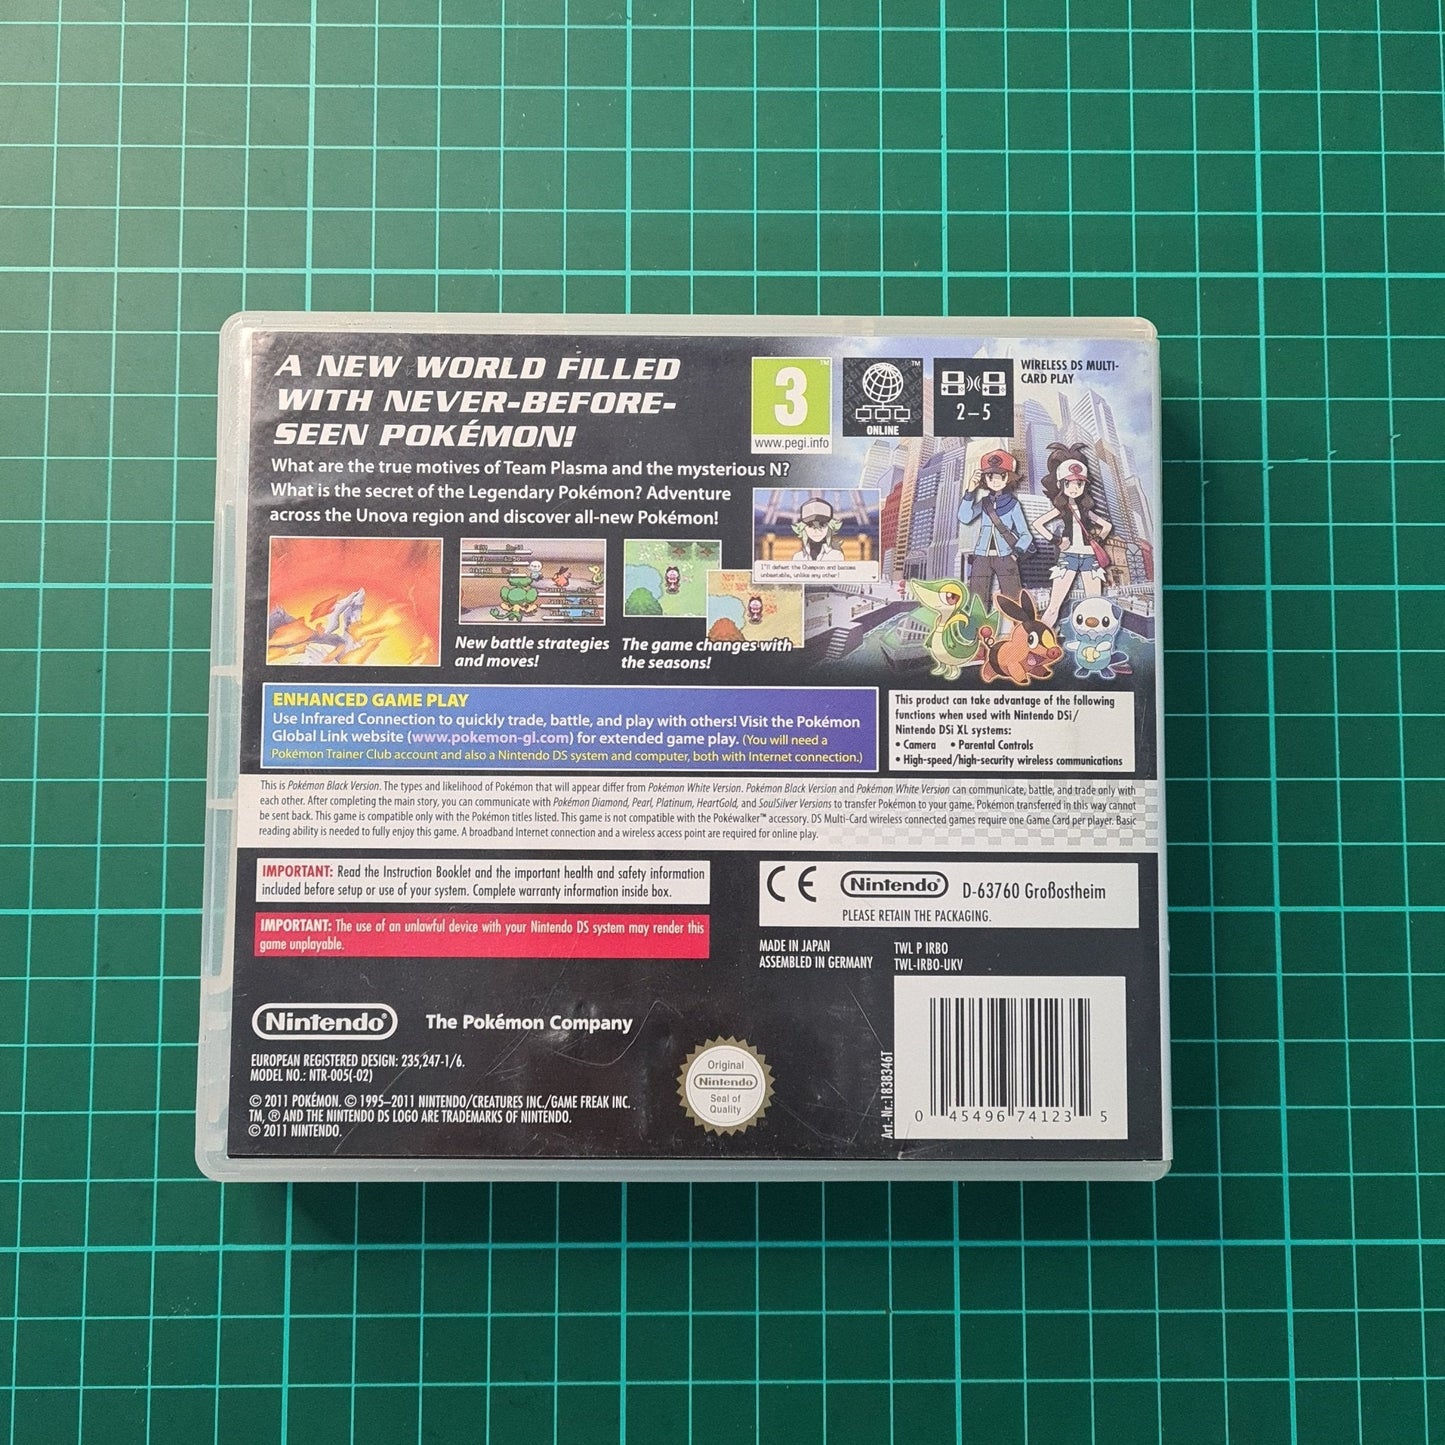 A NEW WORLD FILLED
WITH NEVER-BEFORE-
SEEN POKÉMON!
What are the true motives of Team Plasma and the mysterious N?
What is the secret of the Legendary Pokémon? Adventure
across the Unova region and discover all-new Pokémon!
3
™
www.pegi.info
™
ONLINE
2–5
WIRELESS DS MULTI-
CARD PLAY
I'll defeat the Champion and become
unbeatable, unlike any other!
New battle strategies
and moves!
The game changes with
the seasons!
ENHANCED GAME PLAY
Use Infrared Connection to quickly trade, battle, and play with others! Visit the Pokémon
Global Link website (www.pokemon-gl.com) for extended game play. (You will need a
Pokémon Trainer Club account and also a Nintendo DS system and computer, both with Internet connection.)
This product can take advantage of the following
functions when used with Nintendo DSi/
Nintendo DSi XL systems:
• Camera • Parental Controls
• High-speed/high-security wireless communications
This is Pokémon Black Version. The types and likelihood of Pokémon that will appear differ from Pokémon White Version. Pokémon Black Version and Pokémon White Version can communicate, battle, and trade only with
each other. After completing the main story, you can communicate with Pokémon Diamond, Pearl, Platinum, HeartGold, and SoulSilver Versions to transfer Pokémon to your game. Pokémon transferred in this way cannot
be sent back. This game is compatible only with the Pokémon titles listed. This game is not compatible with the Pokéwalker™ accessory. DS Multi-Card wireless connected games require one Game Card per player. Basic
reading ability is needed to fully enjoy this game. A broadband Internet connection and a wireless access point are required for online play.
IMPORTANT: Read the Instruction Booklet and the important health and safety information
included before setup or use of your system. Complete warranty information inside box.
IMPORTANT: The use of an unlawful device with your Nintendo DS system may render this
game unplayable.
CE Nintendo® D-63760 Großostheim
PLEASE RETAIN THE PACKAGING.
MADE IN JAPAN
ASSEMBLED IN GERMANY
TWL P IRBO
TWL-IRBO-UKV
Nintendo®
The Pokémon Company
EUROPEAN REGISTERED DESIGN: 235,247-1/6.
MODEL NO.: NTR-005(-02)
© 2011 POKÉMON. © 1995–2011 NINTENDO/CREATURES INC./GAME FREAK INC.
TM, ® AND THE NINTENDO DS LOGO ARE TRADEMARKS OF NINTENDO.
© 2011 NINTENDO.
Original
Nintendo
Seal of
Quality
Art.-Nr.:1838346T
0 45496 74123 5